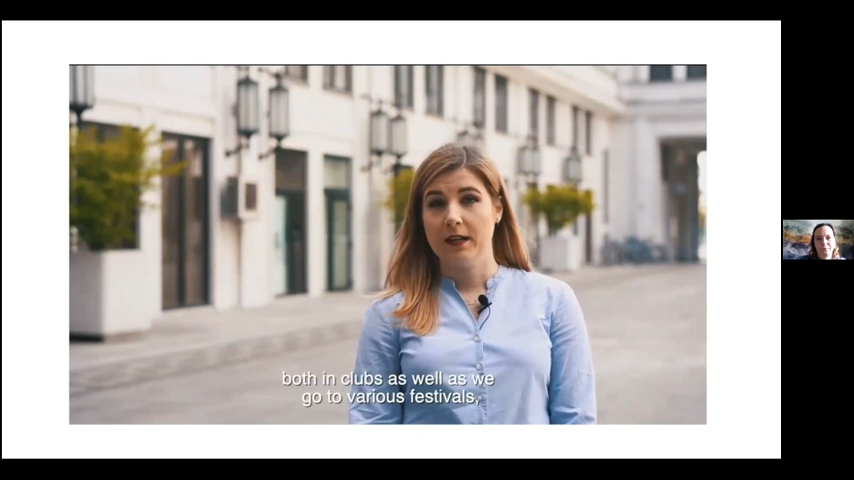 both in clubs as well as we
go to various festivals,